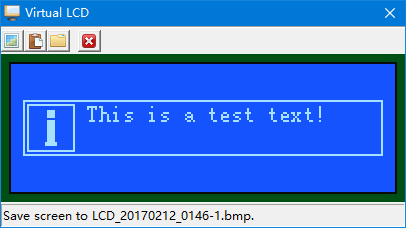 Virtual LCD
This is a test text!
Save screen to LCD_20170212_0146-1.bmp.